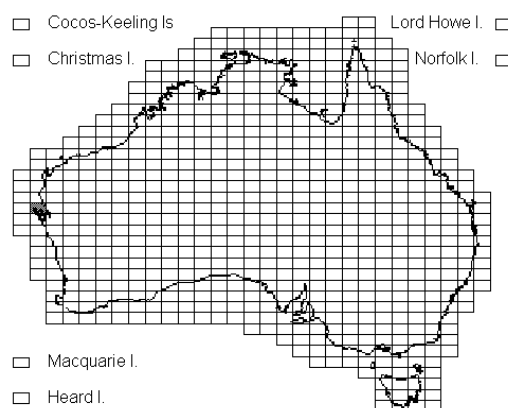 Cocos-Keeling Is
Lord Howe I.
Christmas I.
Norfolk I.
Macquarie I.
Heard I.